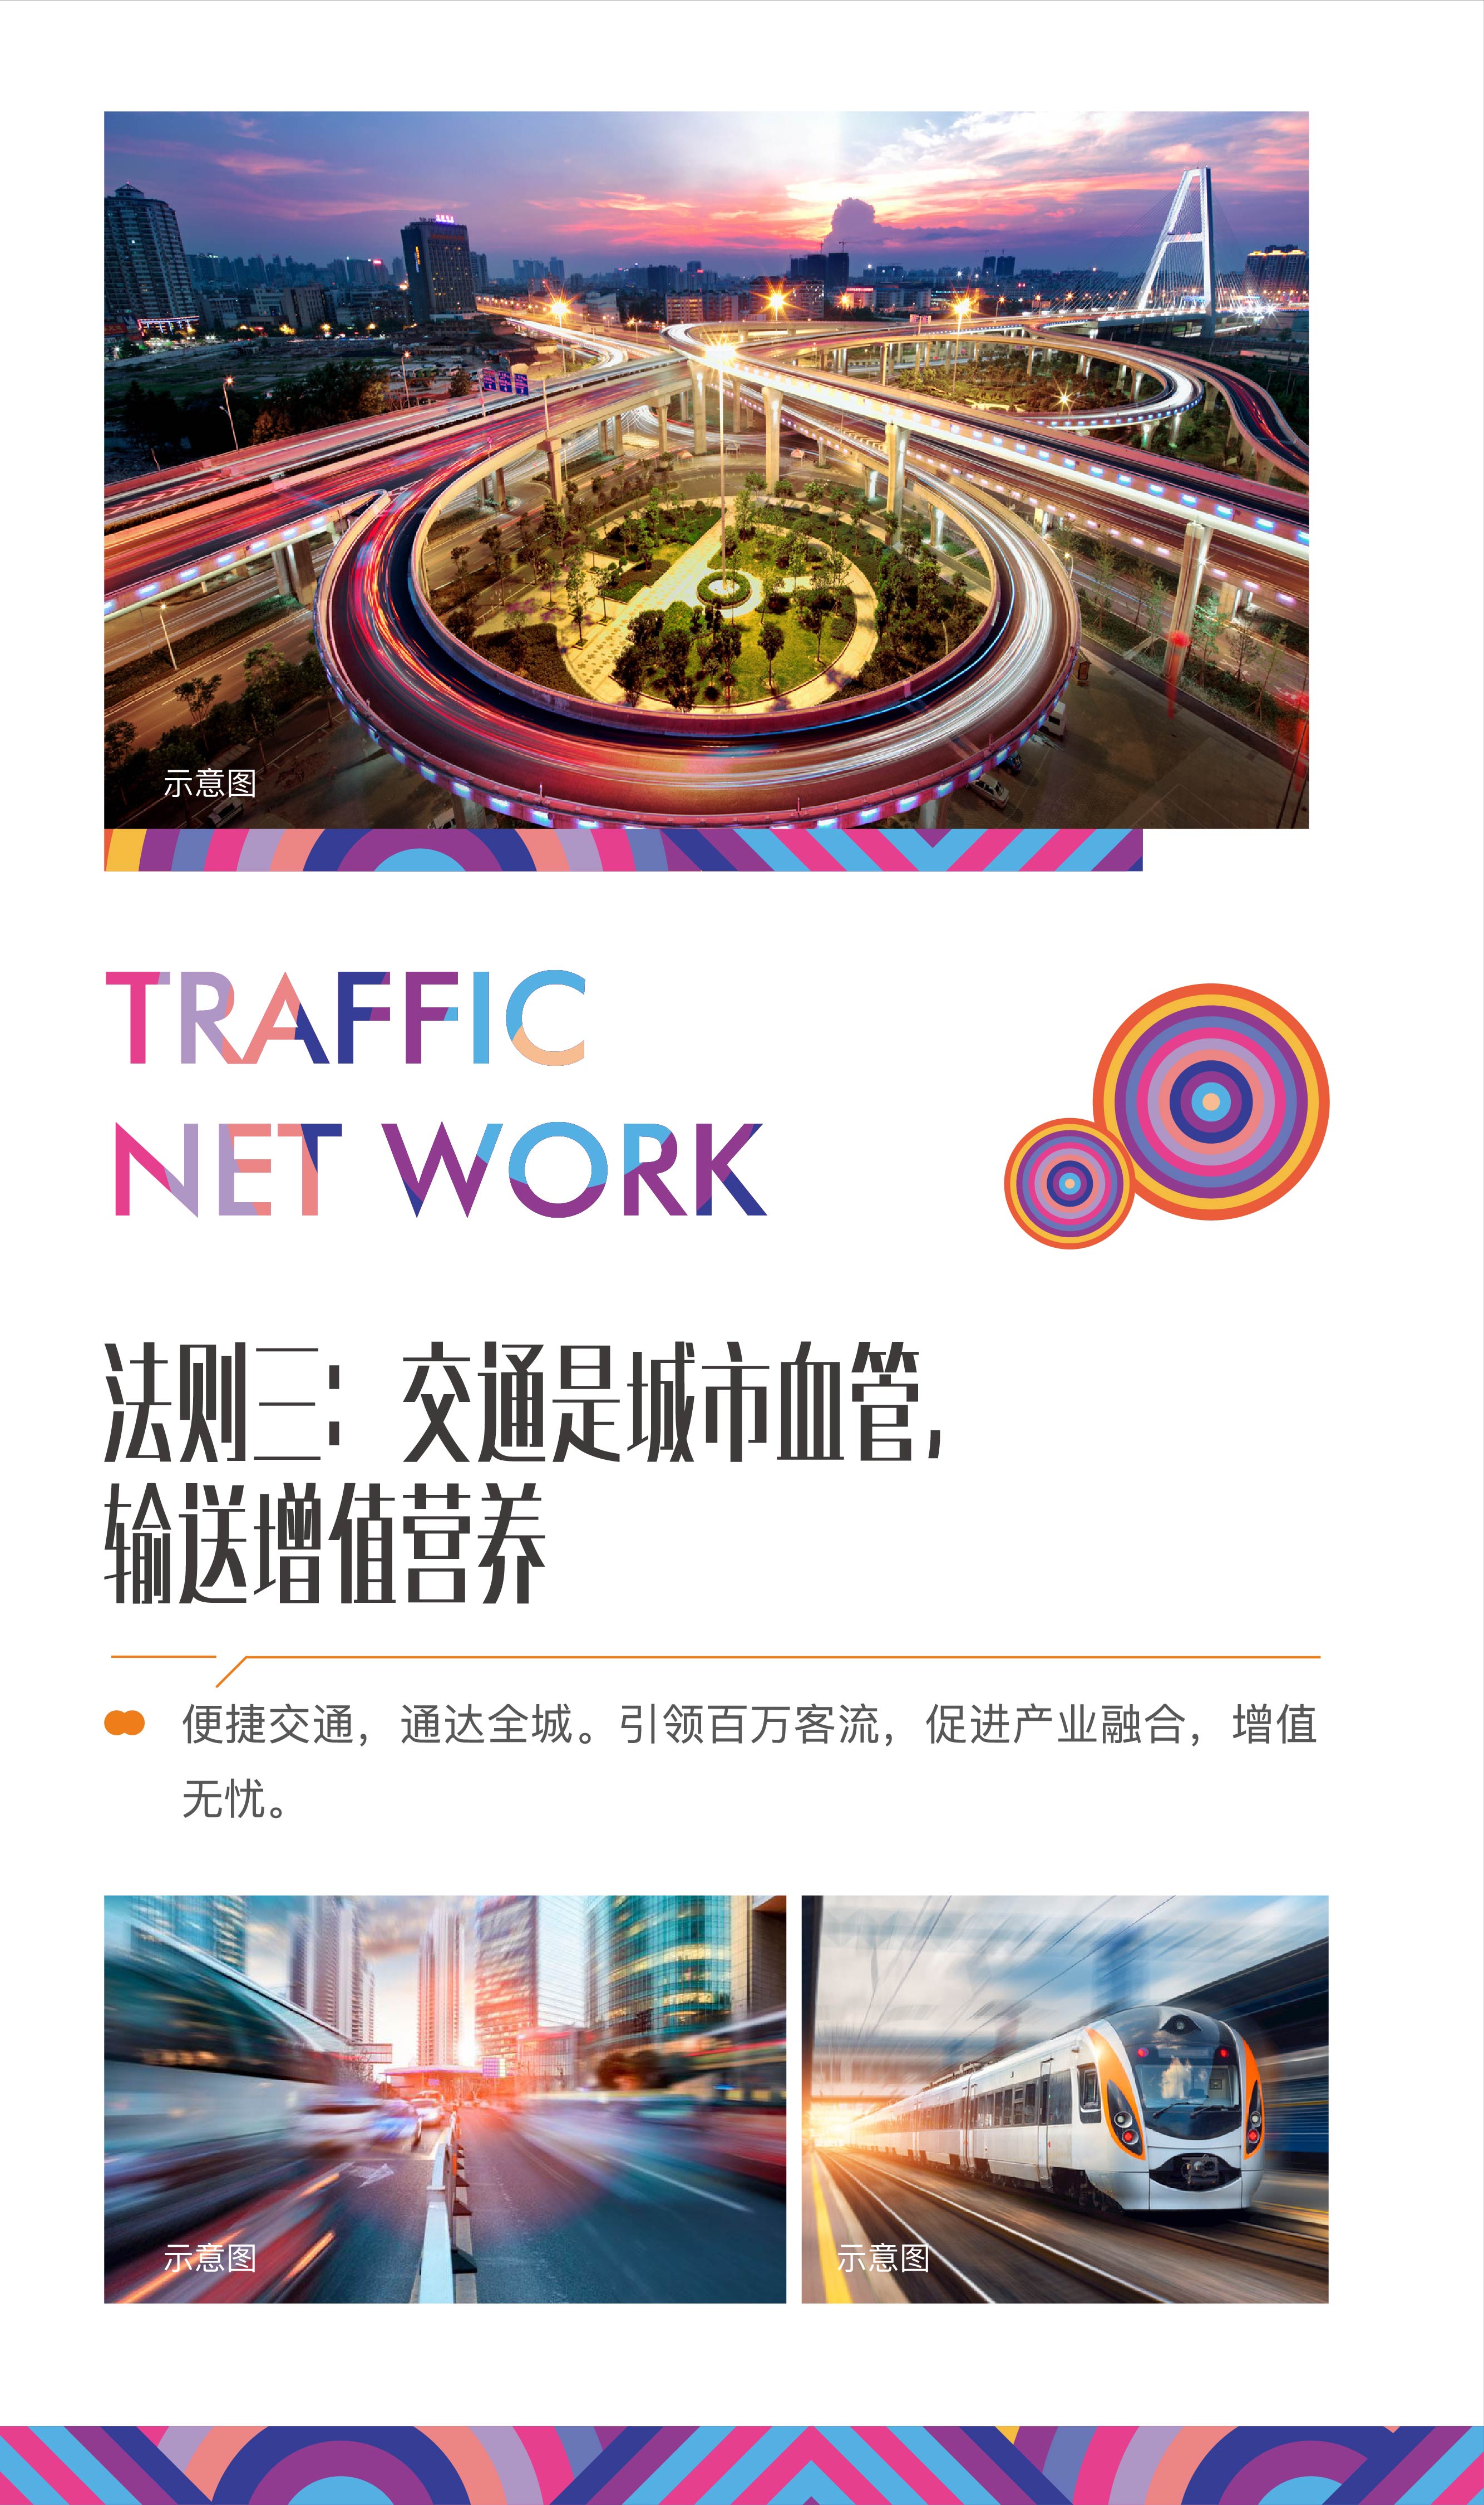 示意图
TRAFFIC
NET WORK
法则三：交通是城市血管，
输送增值营养
便捷交通，通达全城。引领百万客流，促进产业融合，增值
无忧。
示意图
示意图